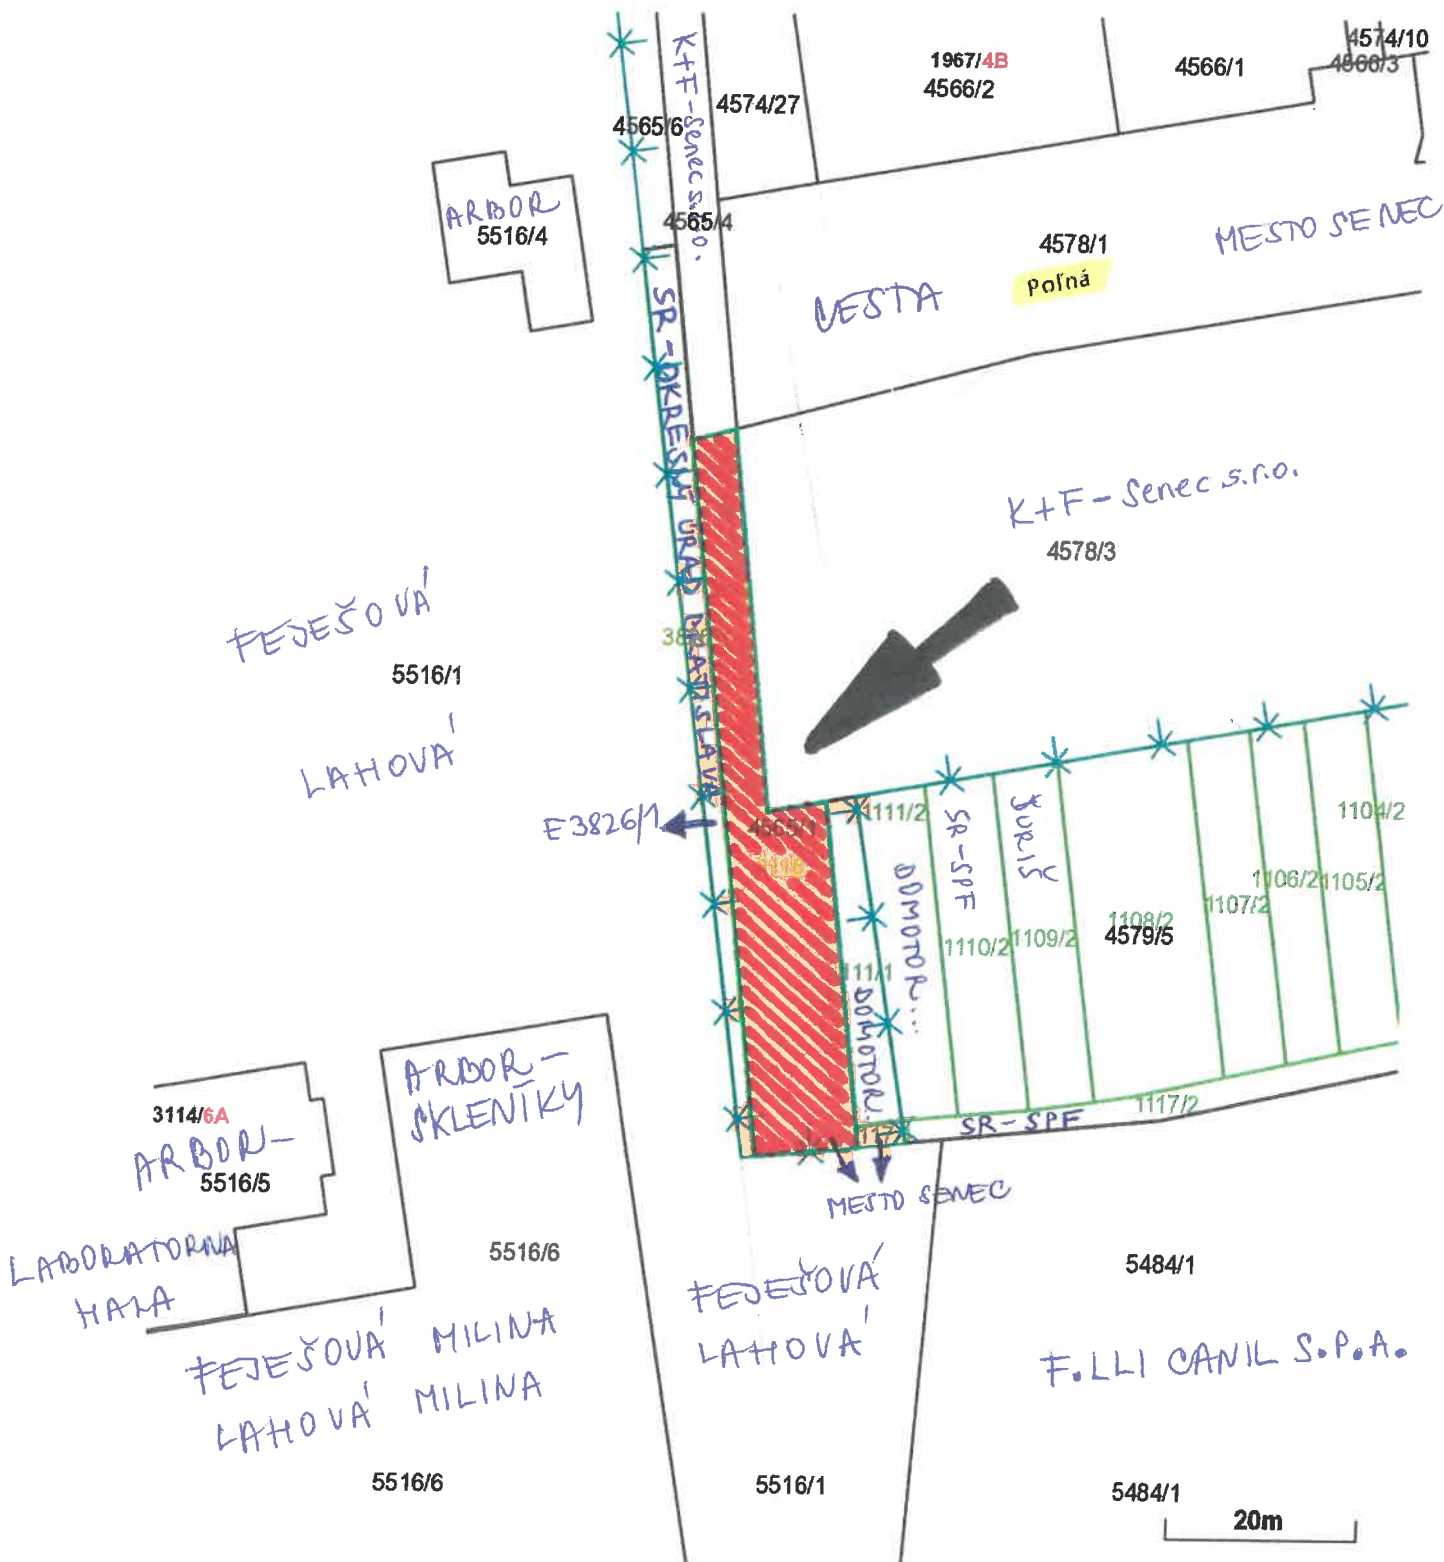 K+F-Senec s.r.o.
1967/4B
4566/2
4566/1
4574/10
4566/3
4574/27
4565/6
4565/4
ARBOR
5516/4
4578/1
MESTO SENEC
CESTA
Poľná
SR-OKRESNÝ ÚRAD BRATISLAVA
K+F-Senec s.r.o.
4578/3
FEJEŠOVÁ
5516/1
LAHOVÁ
E3826/1
4565/1
1111/2
SR-SPF
ĎURIŠ
1104/2
1106/2
1105/2
1107/2
1108/2
4579/5
1109/2
1110/2
DOMOTOR...
1111/1
DOMOTOR.
1117/2
SR-SPF
MESTO SENEC
ARBOR-
SKLENÍKY
3114/6A
ARBOR-
5516/5
LABORATORNA
HALA
5516/6
FEJEŠOVÁ MILINA
LAHOVÁ MILINA
5516/6
FEJEŠOVÁ
LAHOVÁ
5516/1
5484/1
F.LLI CANIL S.P.A.
5484/1
20m